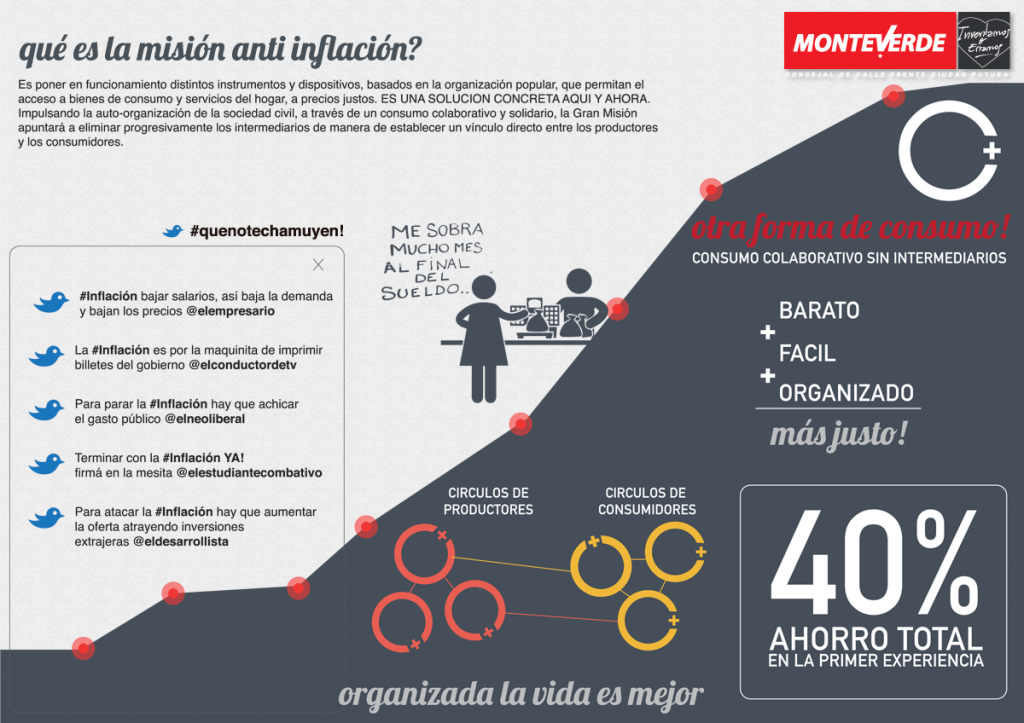 qué es la misión anti inflación?
Es poner en funcionamiento distintos instrumentos y dispositivos, basados en la organización popular, que permitan el
acceso a bienes de consumo y servicios del hogar, a precios justos. ES UNA SOLUCION CONCRETA AQUI Y AHORA.
Impulsando la auto-organización de la sociedad civil, a través de un consumo colaborativo y solidario, la Gran Misión
apuntará a eliminar progresivamente los intermediarios de manera de establecer un vínculo directo entre los productores
y los consumidores.
MONTEVERDE
Inventamos
y
Erramos
CONCEJAL DE CALLE FRENTE CIUDAD FUTURA
#quenotechamuyen!
#Inflación bajar salarios, así baja la demanda
y bajan los precios @elempresario
La #Inflación es por la maquinita de imprimir
billetes del gobierno @elconductordetv
Para parar la #Inflación hay que achicar
el gasto público @elneoliberal
Terminar con la #Inflación YA!
firmá en la mesita @elestudiantecombativo
Para atacar la #Inflación hay que aumentar
la oferta atrayendo inversiones
extrajeras @eldesarrollista
ME SOBRA
MUCHO MES
AL FINAL
DEL
SUELDO..
otra forma de consumo!
CONSUMO COLABORATIVO SIN INTERMEDIARIOS
BARATO
+
FACIL
+
ORGANIZADO
más justo!
CIRCULOS DE
PRODUCTORES
CIRCULOS DE
CONSUMIDORES
40%
AHORRO TOTAL
EN LA PRIMER EXPERIENCIA
organizada la vida es mejor